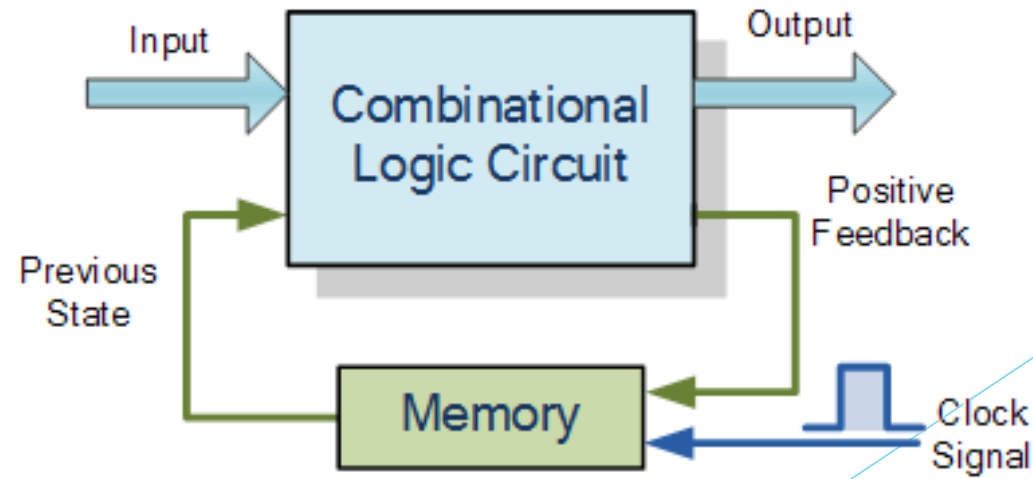 Input
Output
Combinational
Logic Circuit
Positive
Feedback
Previous
State
Memory
Clock
Signal